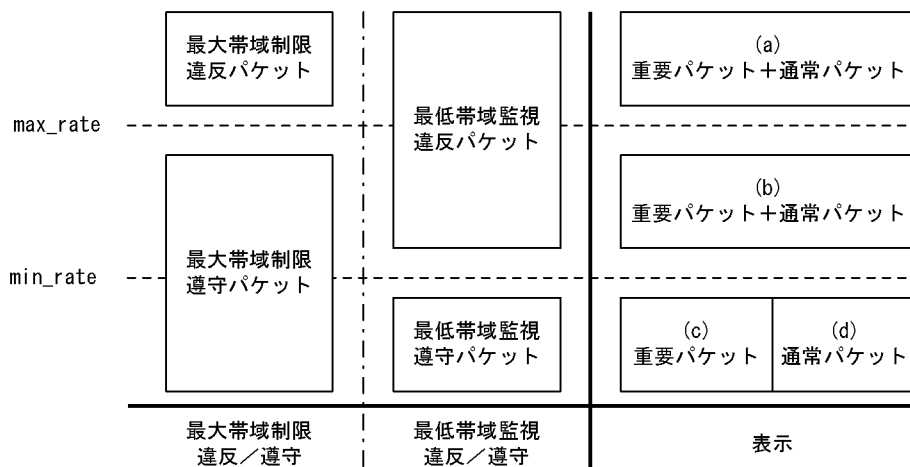 最大帯域制限
違反パケット
最低帯域監視
違反パケット
(a)
重要パケット＋通常パケット
max_rate
最大帯域制限
遵守パケット
(b)
重要パケット＋通常パケット
min_rate
最低帯域監視
遵守パケット
(c)
重要パケット
(d)
通常パケット
最大帯域制限
違反／遵守
最低帯域監視
違反／遵守
表示